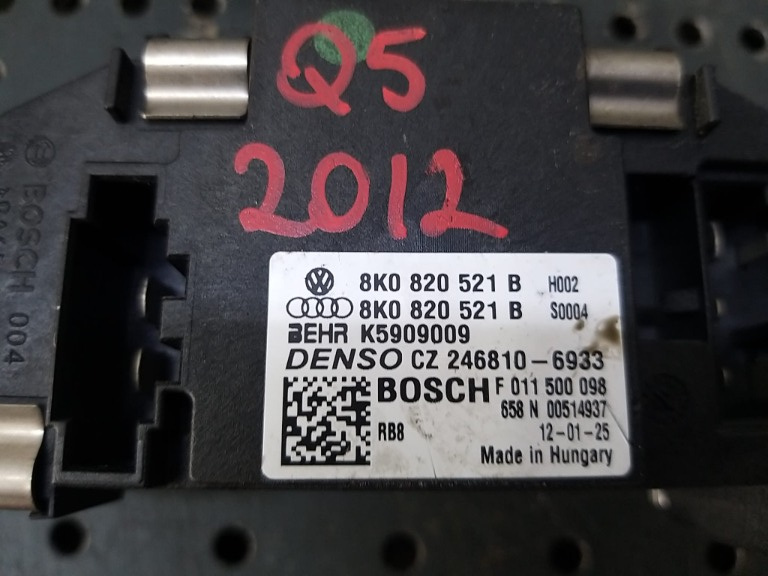 Q5
2012
BOSCH 004
8K0 820 521 B H002
8K0 820 521 B S0004
BEHR K5909009
DENSO CZ 246810-6933
BOSCH F 011 500 098
658 N 00514937
RB8 12-01-25
Made in Hungary